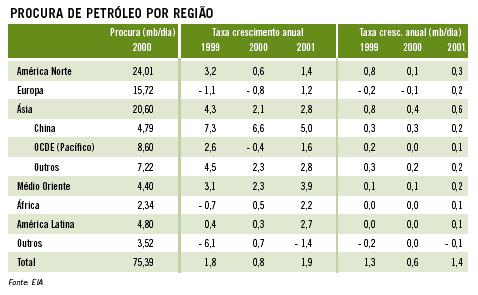 PROCURA DE PETRÓLEO POR REGIÃO
Procura (mb/dia) Taxa crescimento anual Taxa cresc. anual (mb/dia)
2000 1999 2000 2001 1999 2000 2001
América Norte 24,01 3,2 0,6 1,4 0,8 0,1 0,3
Europa 15,72 - 1,1 - 0,8 1,2 - 0,2 - 0,1 0,2
Ásia 20,60 4,3 2,1 2,8 0,8 0,4 0,6
China 4,79 7,3 6,6 5,0 0,3 0,3 0,2
OCDE (Pacífico) 8,60 2,6 - 0,4 1,6 0,2 0,0 0,1
Outros 7,22 4,5 2,3 2,8 0,3 0,2 0,2
Médio Oriente 4,40 3,1 2,3 3,9 0,1 0,1 0,2
África 2,34 - 0,7 0,5 2,2 0,0 0,0 0,1
América Latina 4,80 0,4 0,3 2,7 0,0 0,0 0,1
Outros 3,52 - 6,1 0,7 - 1,4 - 0,2 0,0 - 0,1
Total 75,39 1,8 0,8 1,9 1,3 0,6 1,4
Fonte: EIA